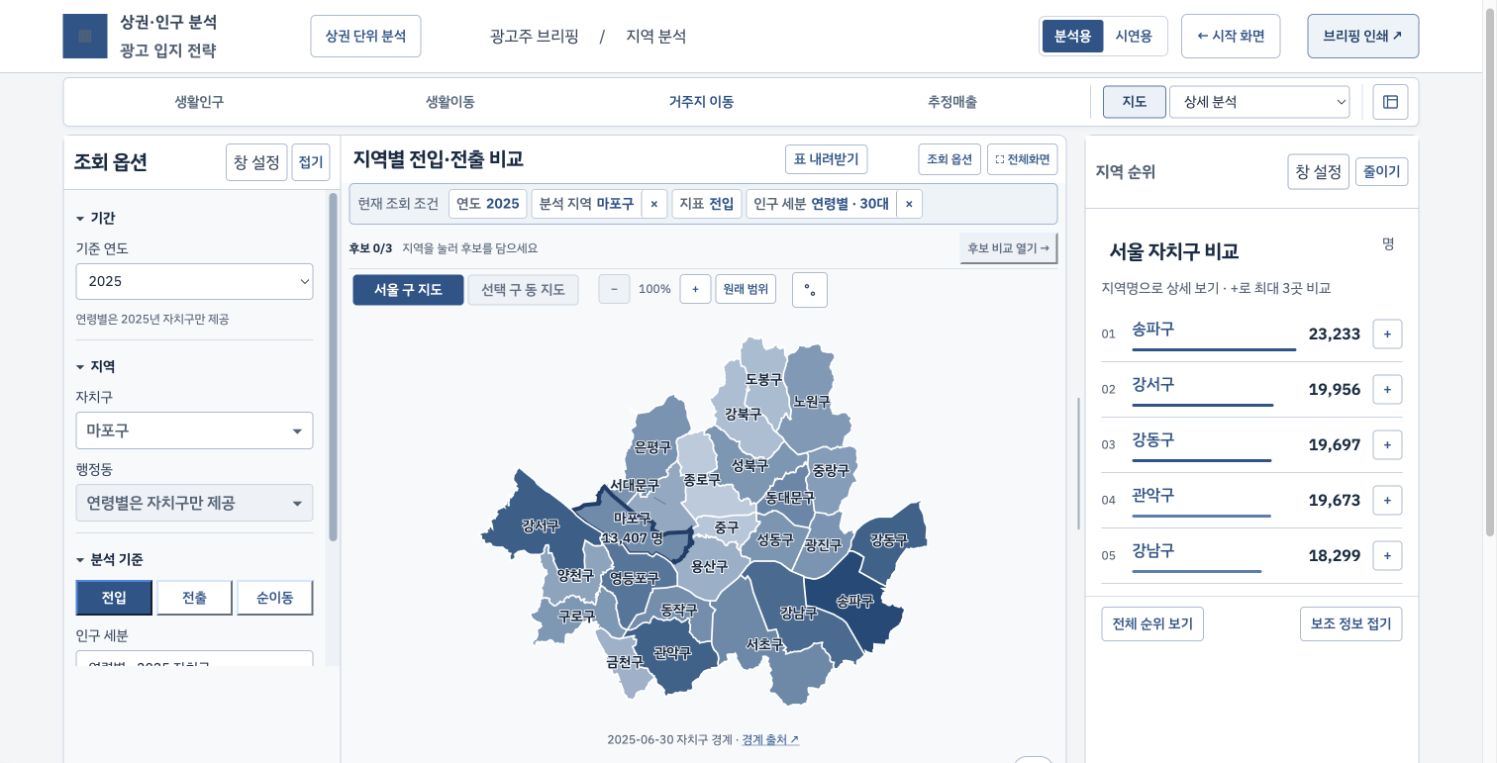 상권·인구 분석
광고 입지 전략
상권 단위 분석
광고주 브리핑 / 지역 분석
분석용 시연용
← 시작 화면
브리핑 인쇄 ↗
생활인구 생활이동 거주지 이동 추정매출
지도 상세 분석
조회 옵션
창 설정 접기
기간
기준 연도
2025
연령별은 2025년 자치구만 제공
지역
자치구
마포구
행정동
연령별은 자치구만 제공
분석 기준
전입 전출 순이동
인구 세분
연령별 · 2025 자치구
지역별 전입·전출 비교
표 내려받기 조회 옵션 전체화면
현재 조회 조건 연도 2025 분석 지역 마포구 × 지표 전입 인구 세분 연령별 · 30대 ×
후보 0/3 지역을 눌러 후보를 담으세요 후보 비교 열기 →
서울 구 지도 선택 구 동 지도 − 100% + 원래 범위
도봉구
노원구
강북구
은평구
성북구
중랑구
종로구
서대문구
동대문구
마포구
13,407 명
강서구
중구
성동구
광진구
강동구
용산구
양천구
영등포구
송파구
동작구
강남구
구로구
서초구
관악구
금천구
2025-06-30 자치구 경계 · 경계 출처 ↗
지역 순위
창 설정 줄이기
서울 자치구 비교 명
지역명으로 상세 보기 · +로 최대 3곳 비교
01 송파구 23,233 +
02 강서구 19,956 +
03 강동구 19,697 +
04 관악구 19,673 +
05 강남구 18,299 +
전체 순위 보기 보조 정보 접기